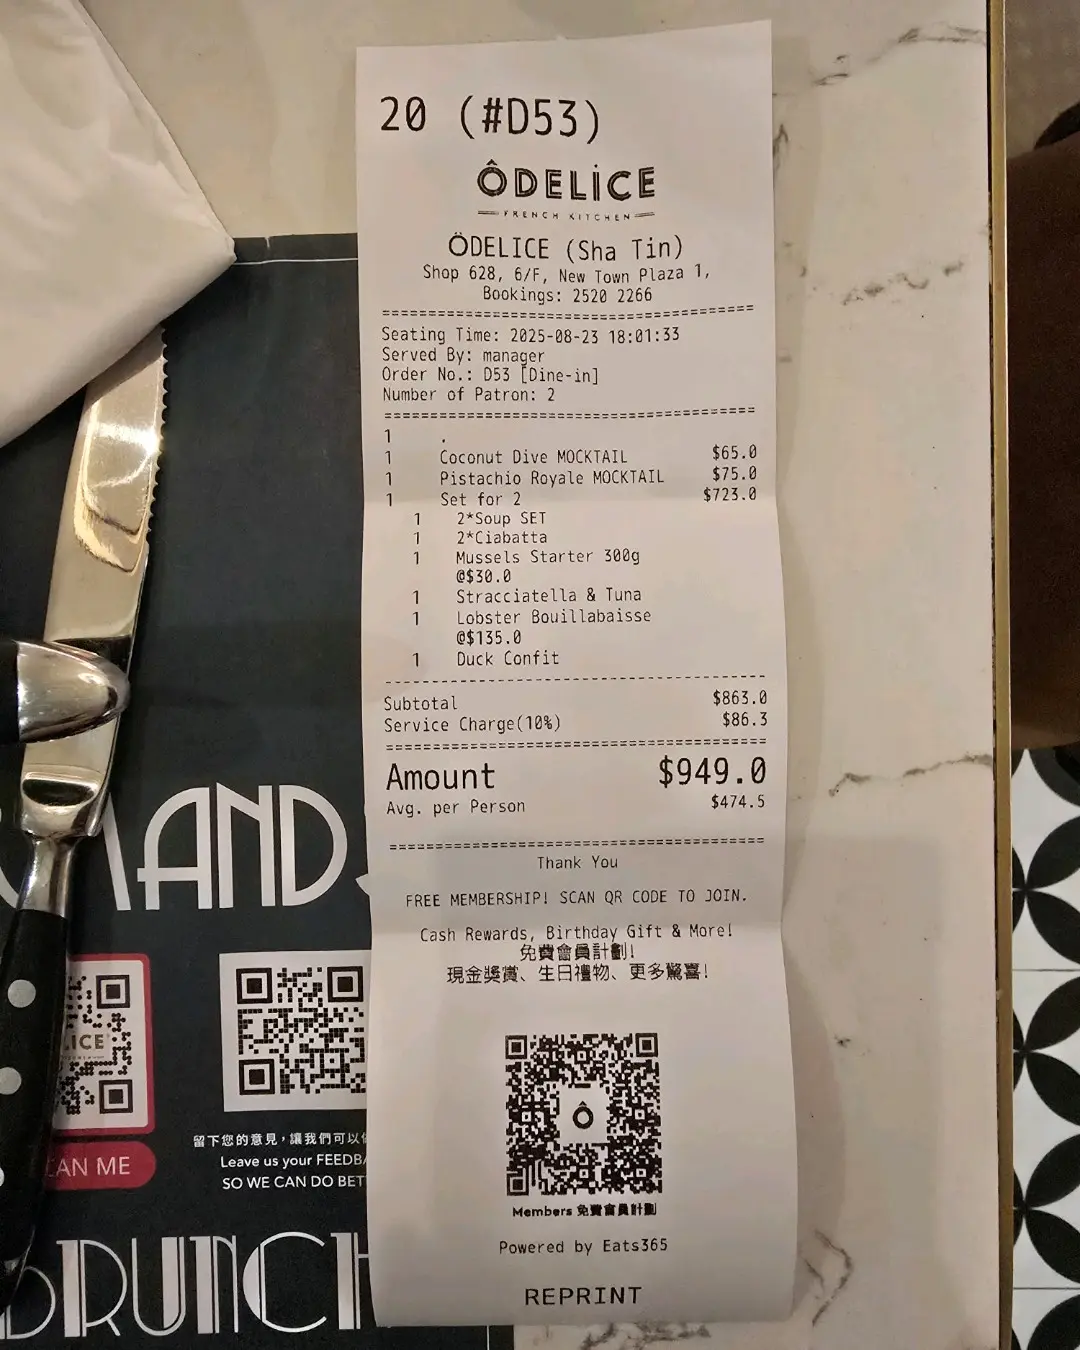 20 (#D53)
ÔDELİCE
FRENCH KITCHEN
ÖDELICE (Sha Tin)
Shop 628, 6/F, New Town Plaza 1,
Bookings: 2520 2266
Seating Time: 2025-08-23 18:01:33
Served By: manager
Order No.: D53 [Dine-in]
Number of Patron: 2
1 .
1 Coconut Dive MOCKTAIL $65.0
1 Pistachio Royale MOCKTAIL $75.0
1 Set for 2 $723.0
1 2*Soup SET
1 2*Ciabatta
1 Mussels Starter 300g
@$30.0
1 Stracciatella & Tuna
1 Lobster Bouillabaisse
@$135.0
1 Duck Confit
Subtotal $863.0
Service Charge(10%) $86.3
Amount $949.0
Avg. per Person $474.5
Thank You
FREE MEMBERSHIP! SCAN QR CODE TO JOIN.
Cash Rewards, Birthday Gift & More!
免費會員計劃!
現金獎賞、生日禮物、更多驚喜!
Ô
Members 免費會員計劃
Powered by Eats365
REPRINT
AND
LICE
AN ME
留下您的意見，讓我們可以
Leave us your FEEDBA
SO WE CAN DO BET
BRUNCH